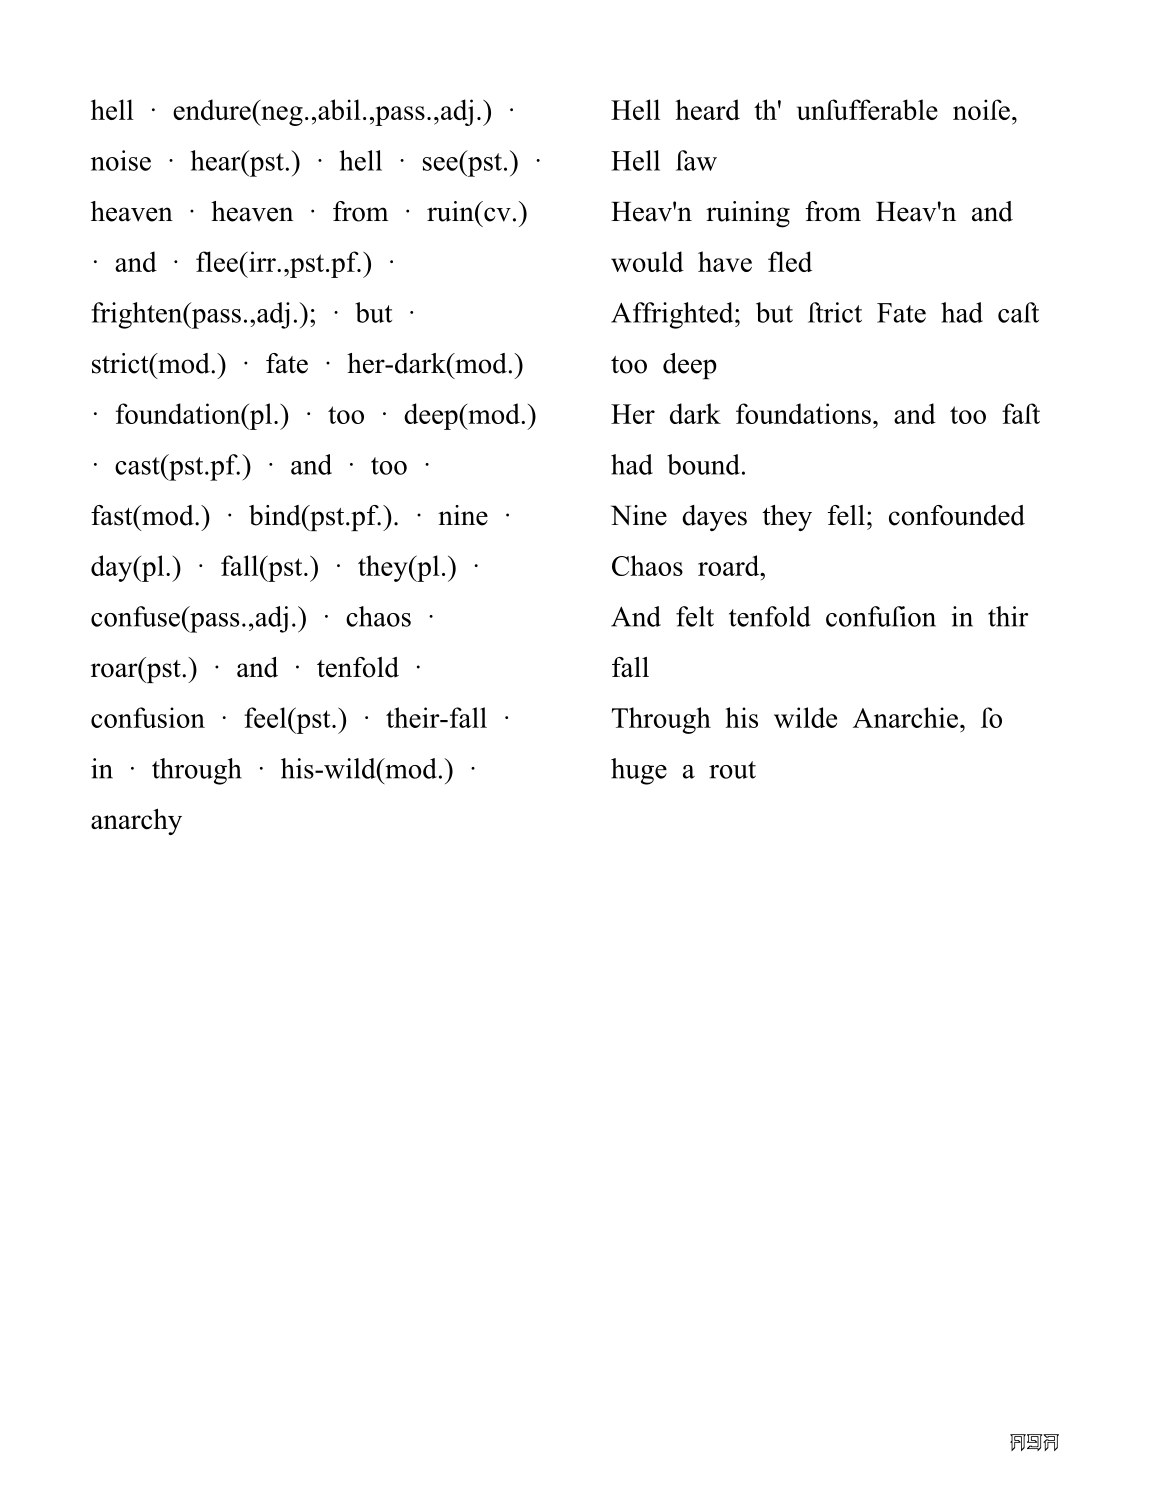 hell · endure(neg.,abil.,pass.,adj.) ·
noise · hear(pst.) · hell · see(pst.) ·
heaven · heaven · from · ruin(cv.)
· and · flee(irr.,pst.pf.) ·
frighten(pass.,adj.); · but ·
strict(mod.) · fate · her-dark(mod.)
· foundation(pl.) · too · deep(mod.)
· cast(pst.pf.) · and · too ·
fast(mod.) · bind(pst.pf.). · nine ·
day(pl.) · fall(pst.) · they(pl.) ·
confuse(pass.,adj.) · chaos ·
roar(pst.) · and · tenfold ·
confusion · feel(pst.) · their-fall ·
in · through · his-wild(mod.) ·
anarchy
Hell heard th' unſufferable noiſe,
Hell ſaw
Heav'n ruining from Heav'n and
would have fled
Affrighted; but ſtrict Fate had caſt
too deep
Her dark foundations, and too faſt
had bound.
Nine dayes they fell; confounded
Chaos roard,
And felt tenfold confuſion in thir
fall
Through his wilde Anarchie, ſo
huge a rout